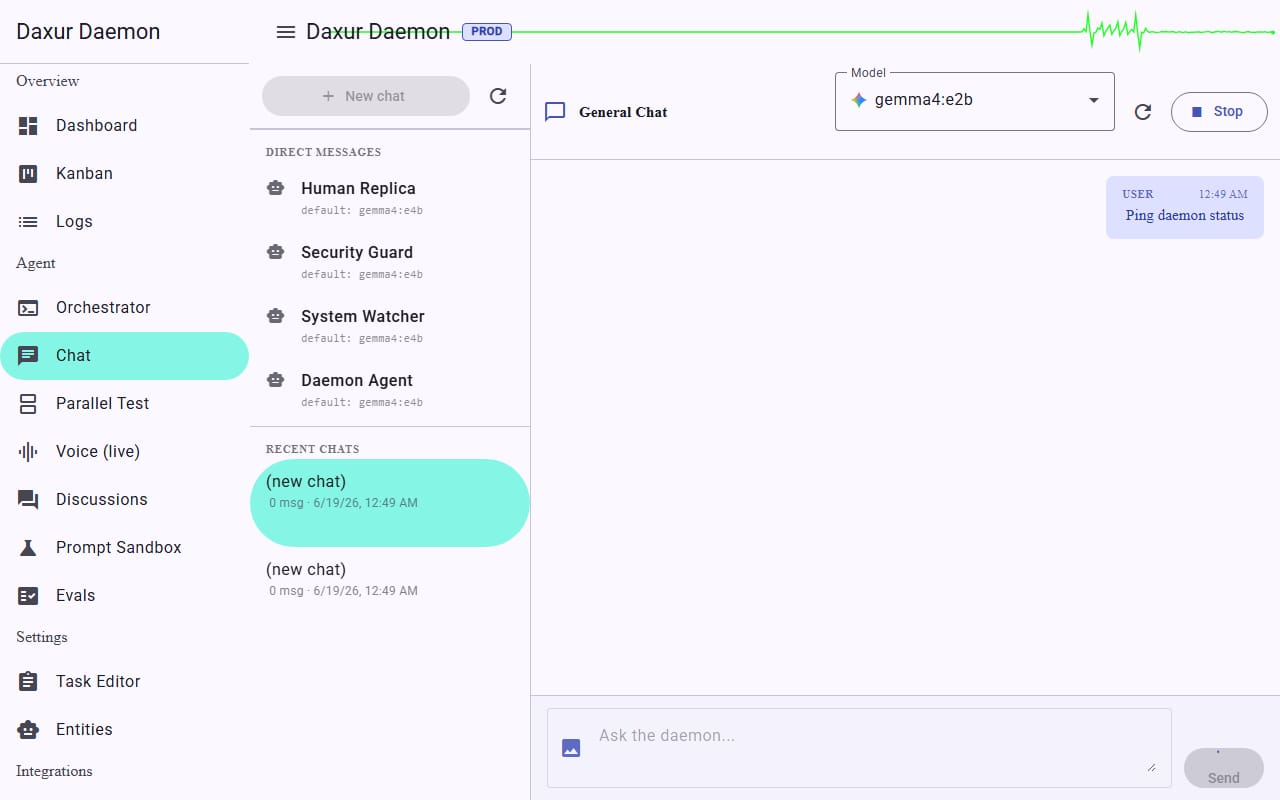 Daxur Daemon
Overview
Dashboard
Kanban
Logs
Agent
Orchestrator
Chat
Parallel Test
Voice (live)
Discussions
Prompt Sandbox
Evals
Settings
Task Editor
Entities
Integrations
Daxur Daemon PROD
New chat
DIRECT MESSAGES
Human Replica
default: gemma4:e4b
Security Guard
default: gemma4:e4b
System Watcher
default: gemma4:e4b
Daemon Agent
default: gemma4:e4b
RECENT CHATS
(new chat)
0 msg · 6/19/26, 12:49 AM
(new chat)
0 msg · 6/19/26, 12:49 AM
General Chat
Model
gemma4:e2b
Stop
USER 12:49 AM
Ping daemon status
Ask the daemon...
Send